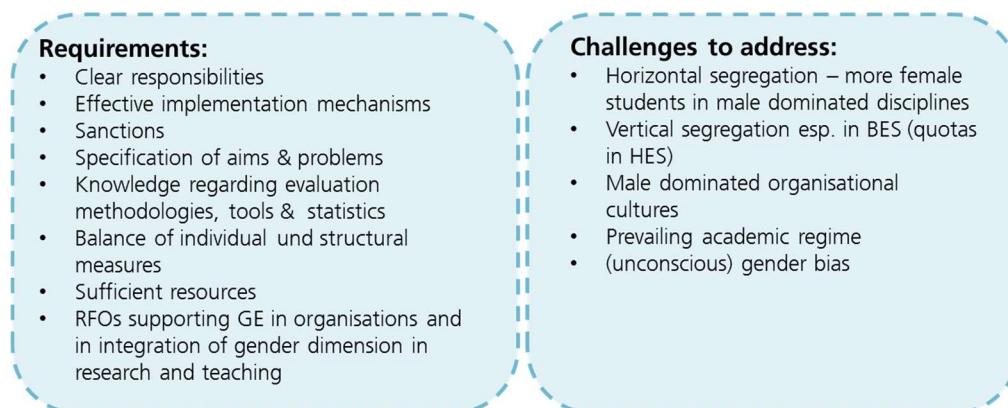 Requirements:
• Clear responsibilities
• Effective implementation mechanisms
• Sanctions
• Specification of aims & problems
• Knowledge regarding evaluation
methodologies, tools & statistics
• Balance of individual und structural
measures
• Sufficient resources
• RFOs supporting GE in organisations and
in integration of gender dimension in
research and teaching
Challenges to address:
• Horizontal segregation – more female
students in male dominated disciplines
• Vertical segregation esp. in BES (quotas
in HES)
• Male dominated organisational
cultures
• Prevailing academic regime
• (unconscious) gender bias